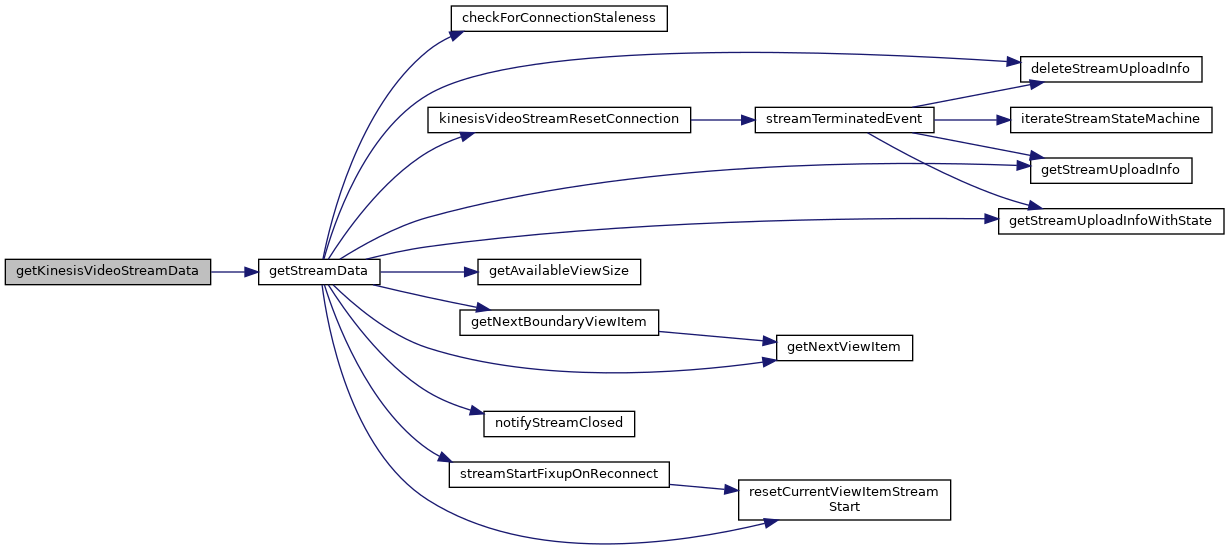 checkForConnectionStaleness
deleteStreamUploadInfo
kinesisVideoStreamResetConnection
streamTerminatedEvent
iterateStreamStateMachine
getStreamUploadInfo
getStreamUploadInfoWithState
getKinesisVideoStreamData
getStreamData
getAvailableViewSize
getNextBoundaryViewItem
getNextViewItem
notifyStreamClosed
streamStartFixupOnReconnect
resetCurrentViewItemStream
Start